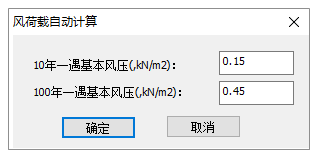 风荷载自动计算
10年一遇基本风压(,kN/m2)： 0.15
100年一遇基本风压(,kN/m2)： 0.45
确定 取消